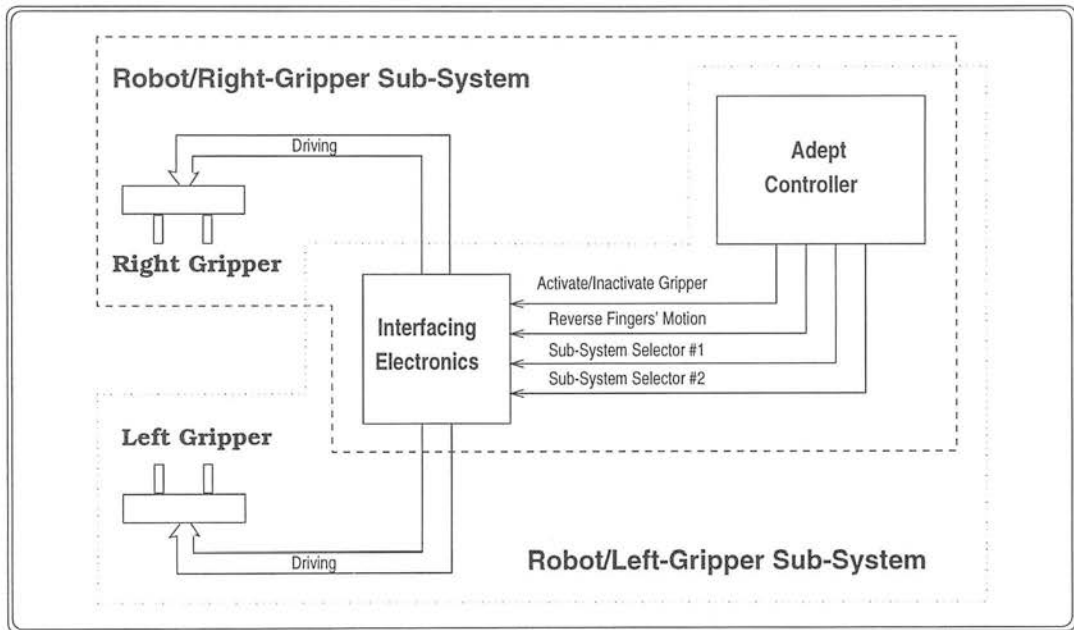 Robot/Right-Gripper Sub-System
Driving
Adept
Controller
Right Gripper
Activate/Inactivate Gripper
Reverse Fingers' Motion
Sub-System Selector #1
Sub-System Selector #2
Interfacing
Electronics
Left Gripper
Driving
Robot/Left-Gripper Sub-System